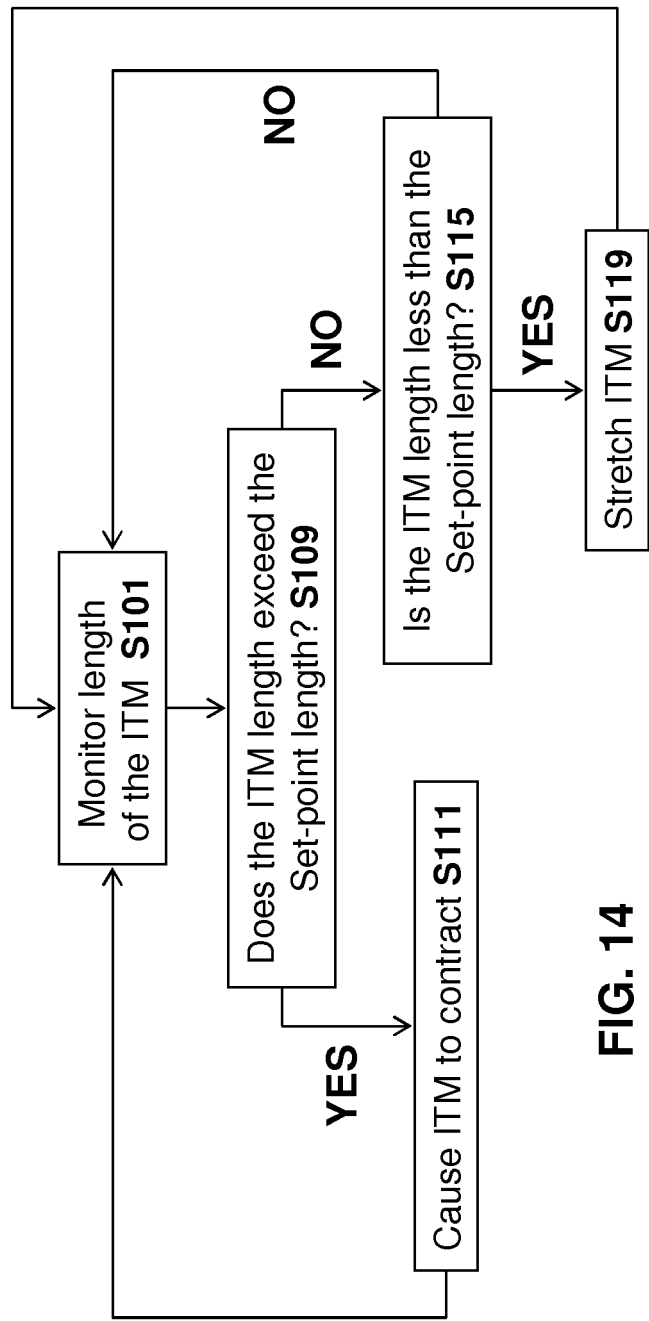 Monitor length
of the ITM S101
Does the ITM length exceed the
Set-point length? S109
YES
NO
Cause ITM to contract S111
Is the ITM length less than the
Set-point length? S115
NO
YES
Stretch ITM S119
FIG. 14